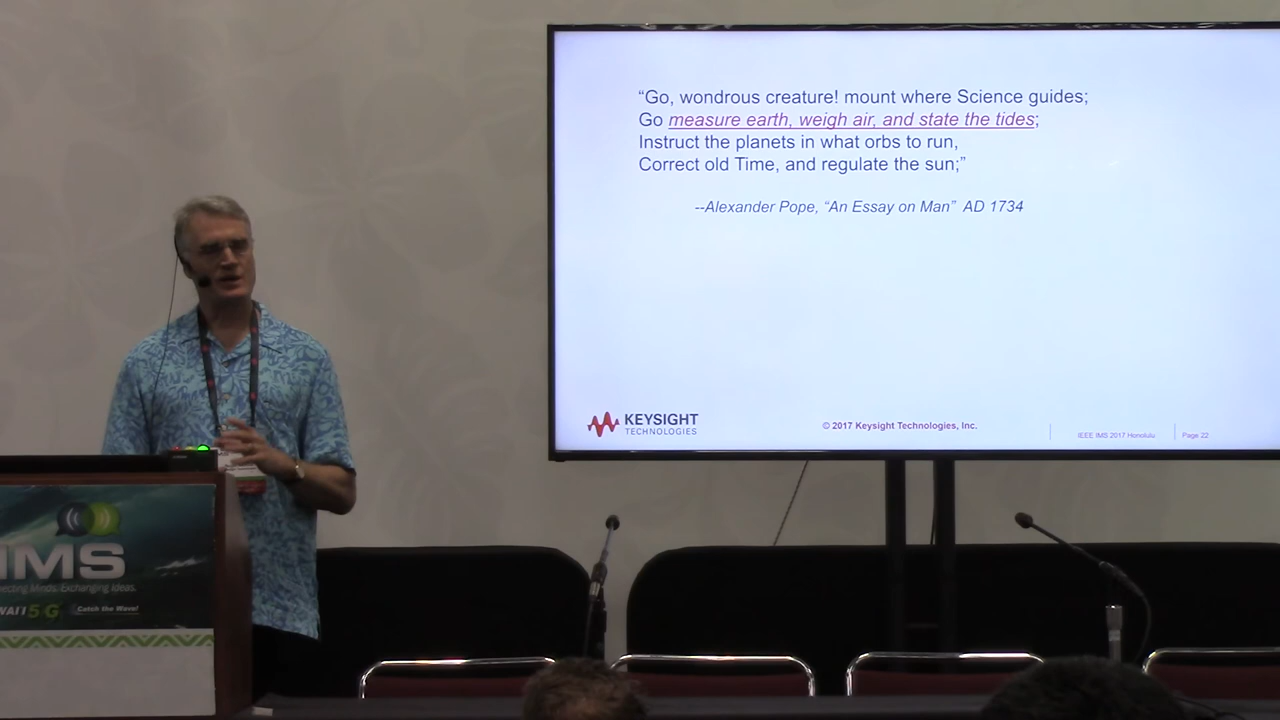 “Go, wondrous creature! mount where Science guides;
Go measure earth, weigh air, and state the tides;
Instruct the planets in what orbs to run,
Correct old Time, and regulate the sun;”
--Alexander Pope, “An Essay on Man” AD 1734
KEYSIGHT
TECHNOLOGIES
© 2017 Keysight Technologies, Inc.
IEEE IMS 2017 Honolulu
Page 22
IMS
necting Minds. Exchanging Ideas.
WAI'I 5G Catch the Wave!